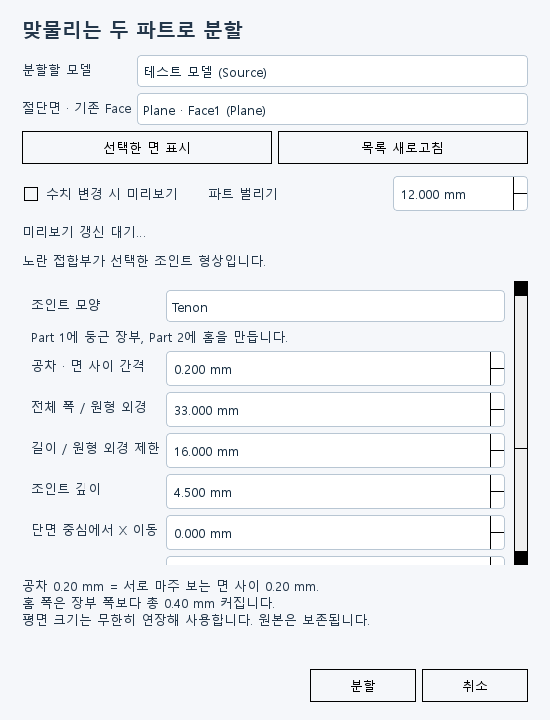 맞물리는 두 파트로 분할
분할할 모델 테스트 모델 (Source)
절단면 · 기존 Face Plane · Face1 (Plane)
선택한 면 표시 목록 새로고침
수치 변경 시 미리보기 파트 벌리기 12.000 mm
미리보기 갱신 대기...
노란 접합부가 선택한 조인트 형상입니다.
조인트 모양 Tenon
Part 1에 둥근 장부, Part 2에 홈을 만듭니다.
공차 · 면 사이 간격 0.200 mm
전체 폭 / 원형 외경 33.000 mm
길이 / 원형 외경 제한 16.000 mm
조인트 깊이 4.500 mm
단면 중심에서 X 이동 0.000 mm
공차 0.20 mm = 서로 마주 보는 면 사이 0.20 mm.
홈 폭은 장부 폭보다 총 0.40 mm 커집니다.
평면 크기는 무한히 연장해 사용합니다. 원본은 보존됩니다.
분할 취소